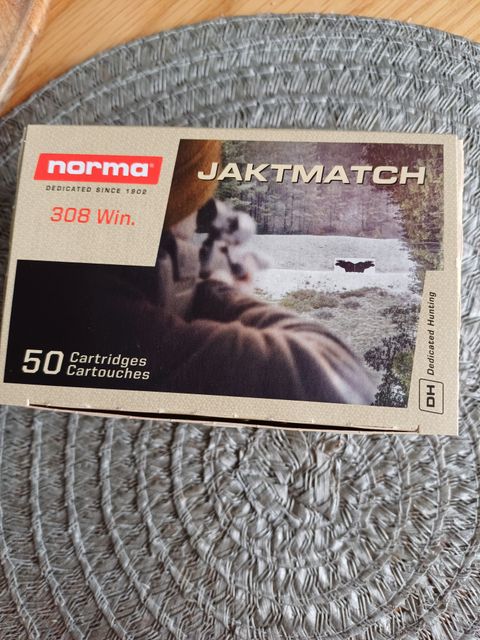 norma®
DEDICATED SINCE 1902
308 Win.
JAKTMATCH
50 Cartridges
Cartouches
DH Dedicated Hunting